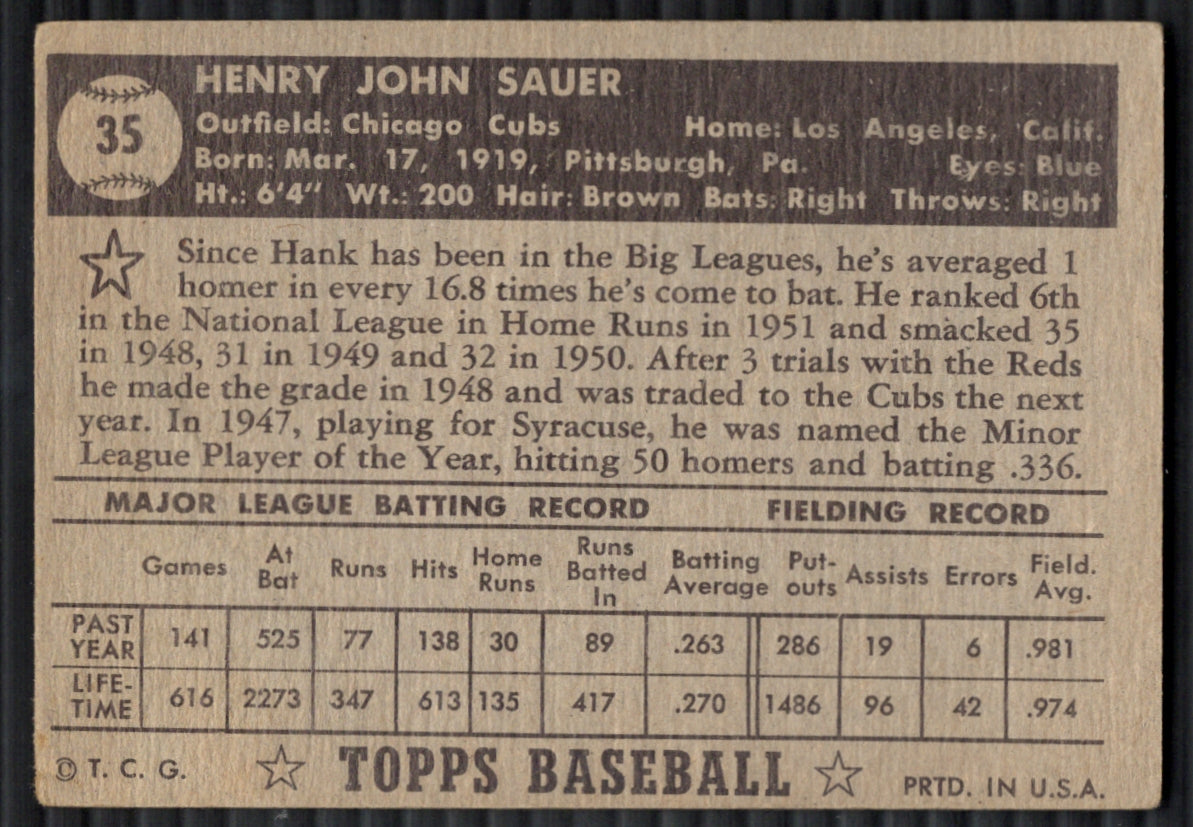 35
HENRY JOHN SAUER
Outfield: Chicago Cubs Home: Los Angeles, Calif.
Born: Mar. 17, 1919, Pittsburgh, Pa. Eyes: Blue
Ht.: 6'4" Wt.: 200 Hair: Brown Bats: Right Throws: Right
Since Hank has been in the Big Leagues, he's averaged 1
homer in every 16.8 times he's come to bat. He ranked 6th
in the National League in Home Runs in 1951 and smacked 35
in 1948, 31 in 1949 and 32 in 1950. After 3 trials with the Reds
he made the grade in 1948 and was traded to the Cubs the next
year. In 1947, playing for Syracuse, he was named the Minor
League Player of the Year, hitting 50 homers and batting .336.
MAJOR LEAGUE BATTING RECORD FIELDING RECORD
Games At Bat Runs Hits Home Runs Runs Batted In Batting Average Put-outs Assists Errors Field. Avg.
PAST YEAR 141 525 77 138 30 89 .263 286 19 6 .981
LIFE-TIME 616 2273 347 613 135 417 .270 1486 96 42 .974
© T. C. G. TOPPS BASEBALL PRTD. IN U.S.A.